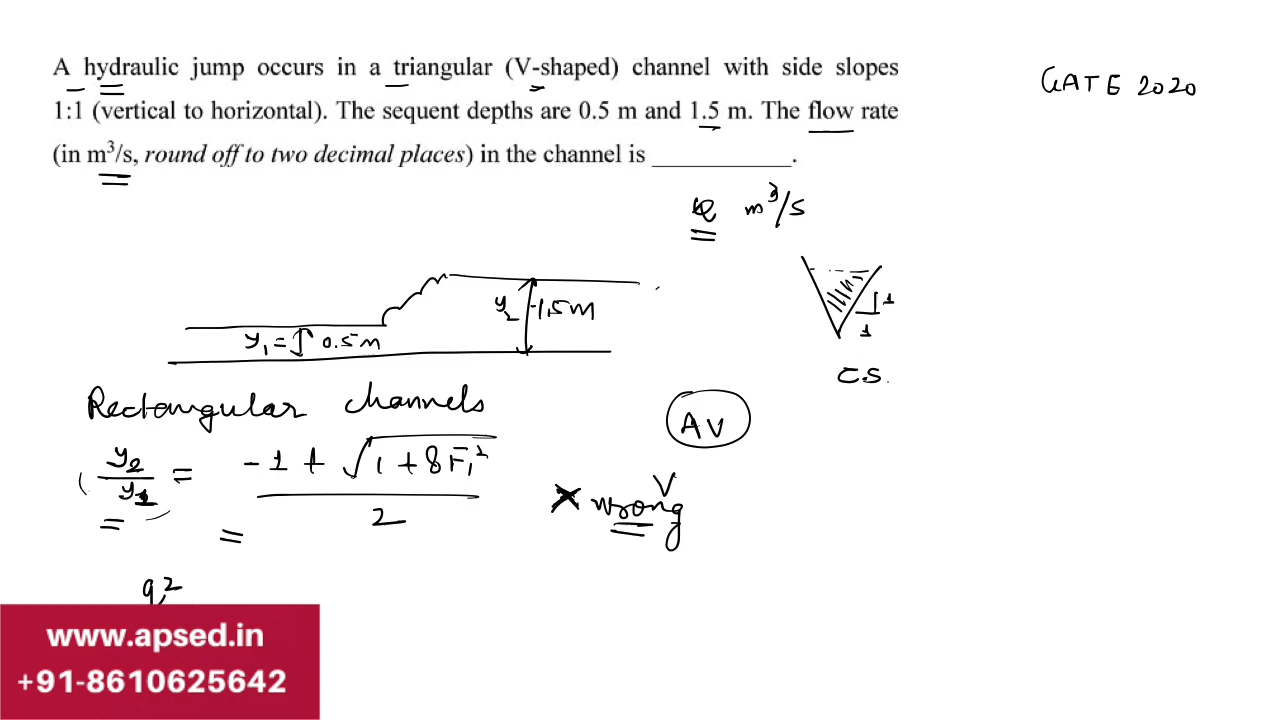 A hydraulic jump occurs in a triangular (V-shaped) channel with side slopes
1:1 (vertical to horizontal). The sequent depths are 0.5 m and 1.5 m. The flow rate
(in m³/s, round off to two decimal places) in the channel is ____________.
GATE 2020
Q m³/s
y₂ 1.5m
y₁ = 0.5m
1
1
C.S.
Rectangular channels
AV
y₂/y₁ = (-1 + √(1 + 8F₁²))/2
× wrong
V
q²
www.apsed.in
+91-8610625642